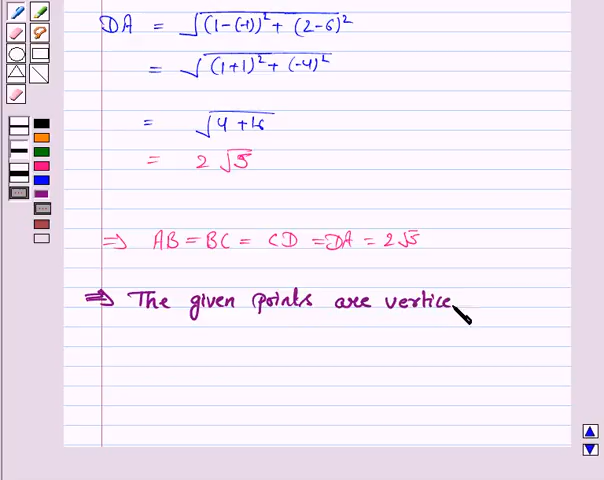 DA = √(1-(-1))² + (2-6)²
= √(1+1)² + (-4)²
= √4+16
= 2√5
⇒ AB = BC = CD = DA = 2√5
⇒ The given points are vertice